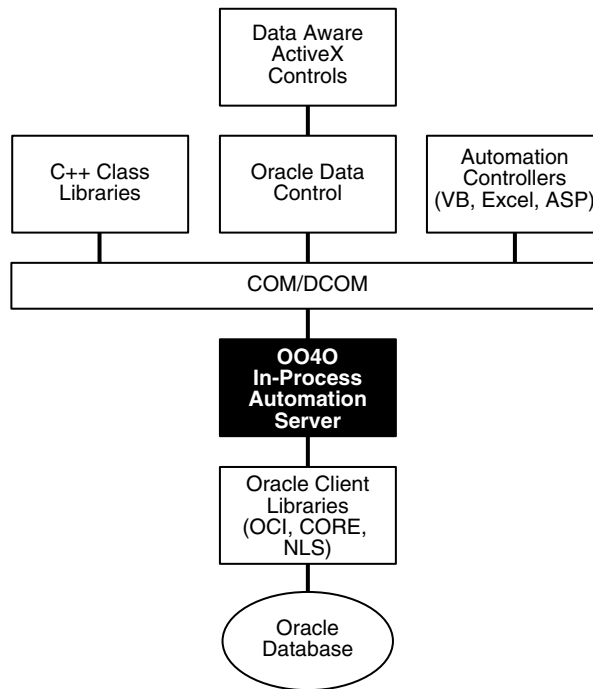 Data Aware
ActiveX
Controls
C++ Class
Libraries
Oracle Data
Control
Automation
Controllers
(VB, Excel, ASP)
COM/DCOM
OO4O
In-Process
Automation
Server
Oracle Client
Libraries
(OCI, CORE,
NLS)
Oracle
Database